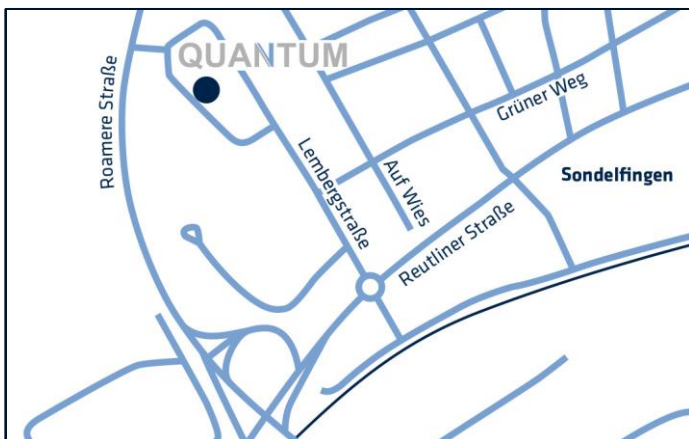 QUANTUM
Roamere Straße
Lembergstraße
Auf Wies
Grüner Weg
Sondelfingen
Reutliner Straße